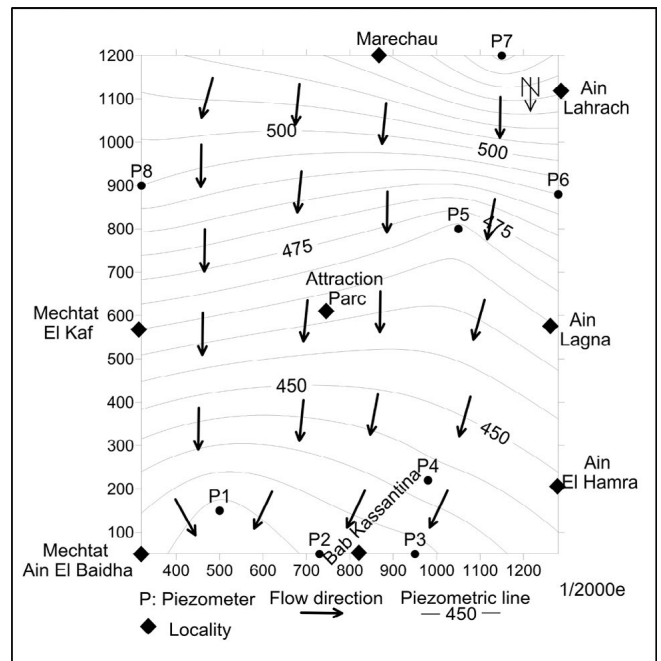 Marechau
P7
1200
N
Ain
Lahrach
1100
500
500
1000
P8
900
P6
800
P5
475
475
700
Attraction
Parc
Mechtat
El Kaf
600
Ain
Lagna
500
450
400
450
300
Ain
El Hamra
P4
200
P1
Bab Kassantina
100
P2
P3
Mechtat
Ain El Baidha
400 500 600 700 800 900 1000 1100 1200
1/2000e
P: Piezometer Flow direction Piezometric line
450
Locality